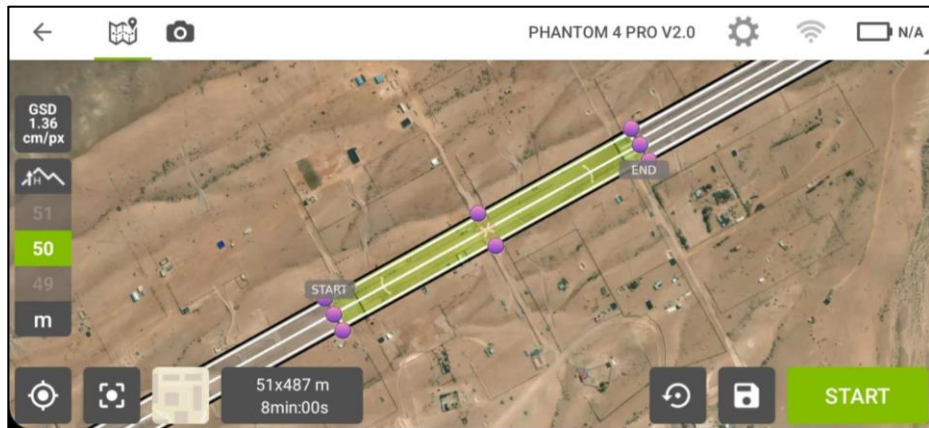 PHANTOM 4 PRO V2.0
N/A
GSD
1.36
cm/px
H
51
50
49
m
END
START
51x487 m
8min:00s
START